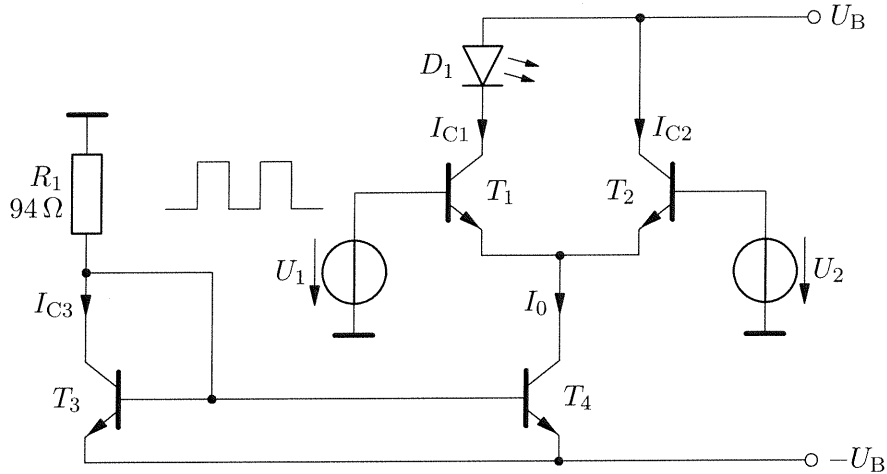 U_B
D_1
I_C1
I_C2
R_1
94 Ω
T_1
T_2
U_1
U_2
I_C3
I_0
T_3
T_4
-U_B